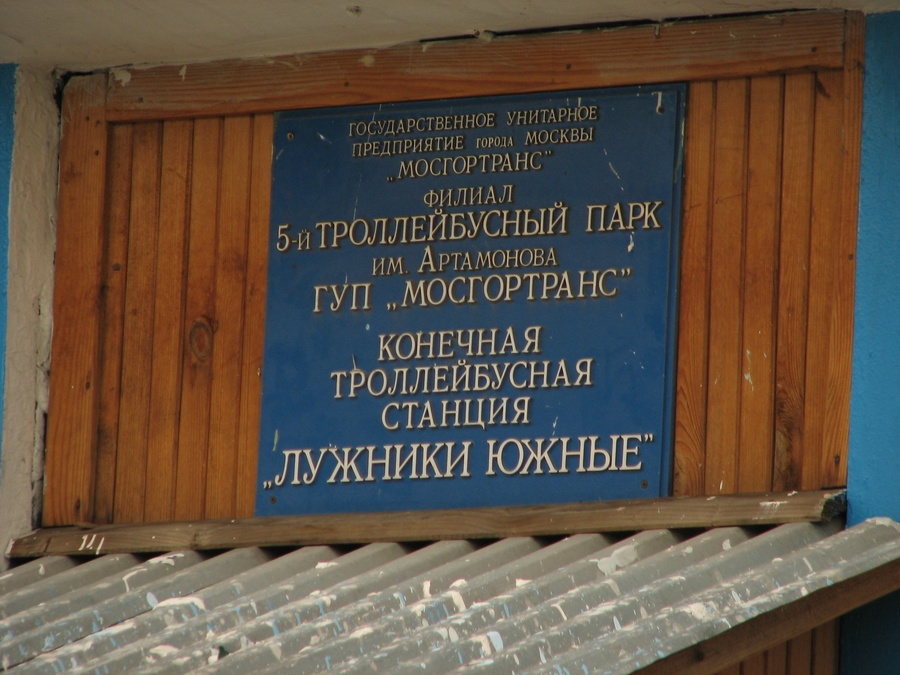 ГОСУДАРСТВЕННОЕ УНИТАРНОЕ
ПРЕДПРИЯТИЕ ГОРОДА МОСКВЫ
„МОСГОРТРАНС”
ФИЛИАЛ
5-й ТРОЛЛЕЙБУСНЫЙ ПАРК
ИМ. АРТАМОНОВА
ГУП „МОСГОРТРАНС”
КОНЕЧНАЯ
ТРОЛЛЕЙБУСНАЯ
СТАНЦИЯ
„ЛУЖНИКИ ЮЖНЫЕ”